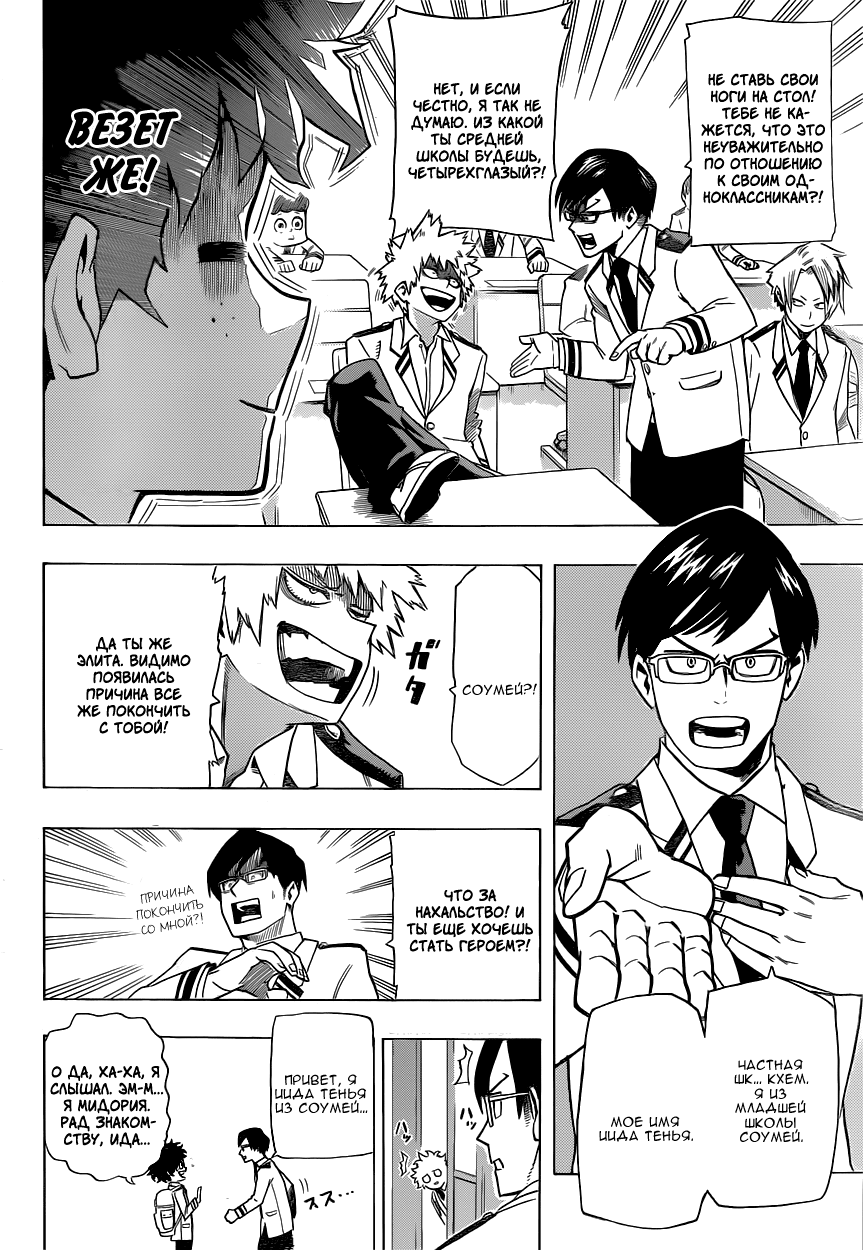 НЕ СТАВЬ СВОИ
НОГИ НА СТОЛ!
ТЕБЕ НЕ КА-
ЖЕТСЯ, ЧТО ЭТО
НЕУВАЖИТЕЛЬНО
ПО ОТНОШЕНИЮ
К СВОИМ ОД-
НОКЛАССНИКАМ?!
НЕТ, И ЕСЛИ
ЧЕСТНО, Я ТАК НЕ
ДУМАЮ. ИЗ КАКОЙ
ТЫ СРЕДНЕЙ
ШКОЛЫ БУДЕШЬ,
ЧЕТЫРЕХГЛАЗЫЙ?!
ВЕЗЕТ
ЖЕ!
ЧАСТНАЯ
ШК... КХЕМ.
Я ИЗ
МЛАДШЕЙ
ШКОЛЫ
СОУМЕЙ.
МОЕ ИМЯ
ИИДА ТЕНЬЯ.
СОУМЕЙ?!
ガタ
ДА ТЫ ЖЕ
ЭЛИТА. ВИДИМО
ПОЯВИЛАСЬ
ПРИЧИНА ВСЕ
ЖЕ ПОКОНЧИТЬ
С ТОБОЙ!
ЧТО ЗА
НАХАЛЬСТВО! И
ТЫ ЕЩЕ ХОЧЕШЬ
СТАТЬ ГЕРОЕМ?!
ПРИЧИНА
ПОКОНЧИТЬ
СО МНОЙ?!
ПРИВЕТ, Я
ИИДА ТЕНЬЯ
ИЗ СОУМЕЙ...
スス...
О ДА, ХА-ХА, Я
СЛЫШАЛ. ЭМ-М...
Я МИДОРИЯ.
РАД ЗНАКОМ-
СТВУ, ИДА...